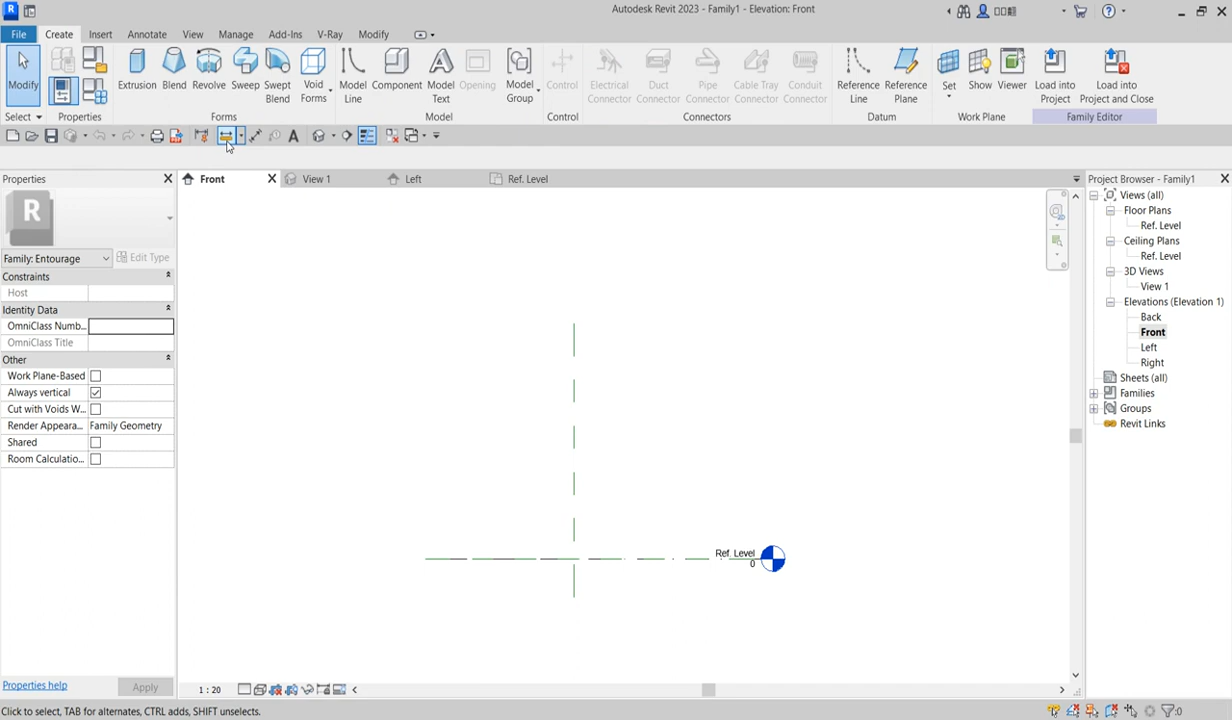 Autodesk Revit 2023 - Family1 - Elevation: Front
File Create Insert Annotate View Manage Add-Ins V-Ray Modify
Modify Extrusion Blend Revolve Sweep Swept Blend Void Forms Model Line Component Model Text Opening Model Group Control Electrical Connector Duct Connector Pipe Connector Cable Tray Connector Conduit Connector Reference Line Reference Plane Set Show Viewer Load into Project Load into Project and Close
Select Properties Forms Model Control Connectors Datum Work Plane Family Editor
Properties
Front View 1 Left Ref. Level
Project Browser - Family1
R
Family: Entourage Edit Type
Constraints
Host
Identity Data
OmniClass Numb...
OmniClass Title
Other
Work Plane-Based
Always vertical
Cut with Voids W...
Render Appeara... Family Geometry
Shared
Room Calculatio...
Properties help Apply
Ref. Level
0
Views (all)
Floor Plans
Ref. Level
Ceiling Plans
Ref. Level
3D Views
View 1
Elevations (Elevation 1)
Back
Front
Left
Right
Sheets (all)
Families
Groups
Revit Links
1 : 20
Click to select, TAB for alternates, CTRL adds, SHIFT unselects.
:0